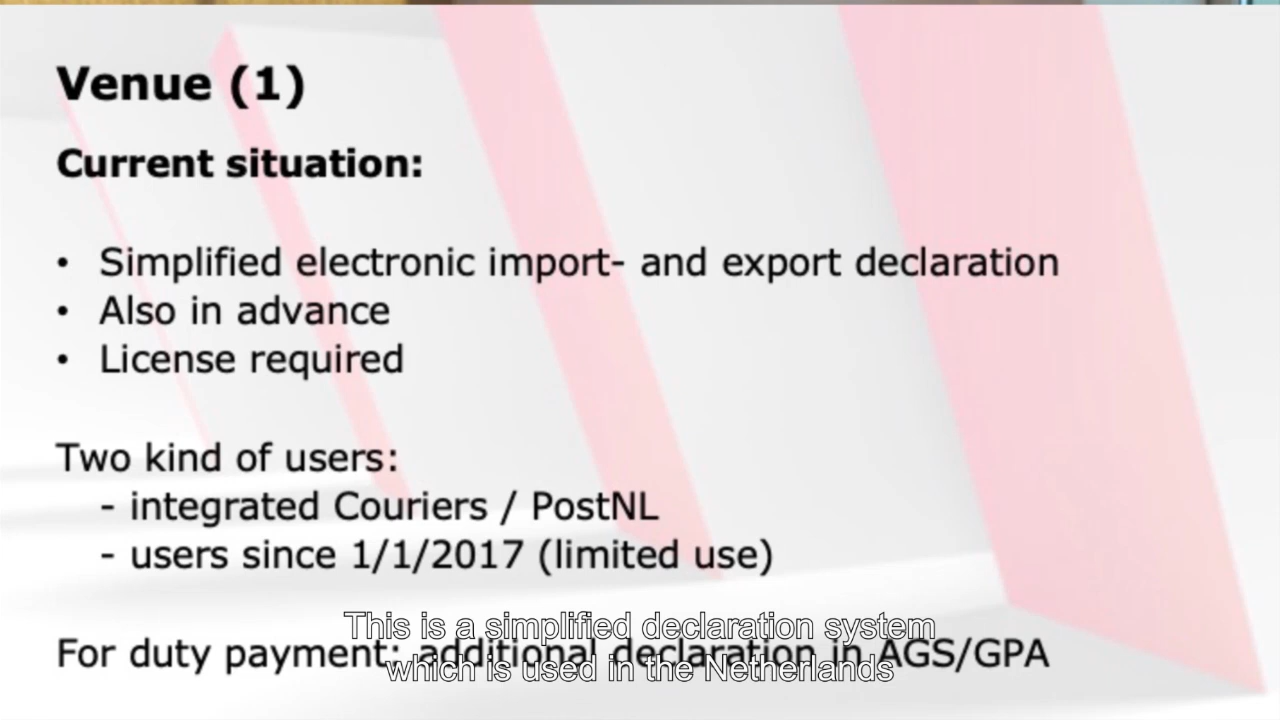 Venue (1)
Current situation:
• Simplified electronic import- and export declaration
• Also in advance
• License required
Two kind of users:
- integrated Couriers / PostNL
- users since 1/1/2017 (limited use)
This is a simplified declaration system
For duty payment: additional declaration in AGS/GPA
which is used in the Netherlands